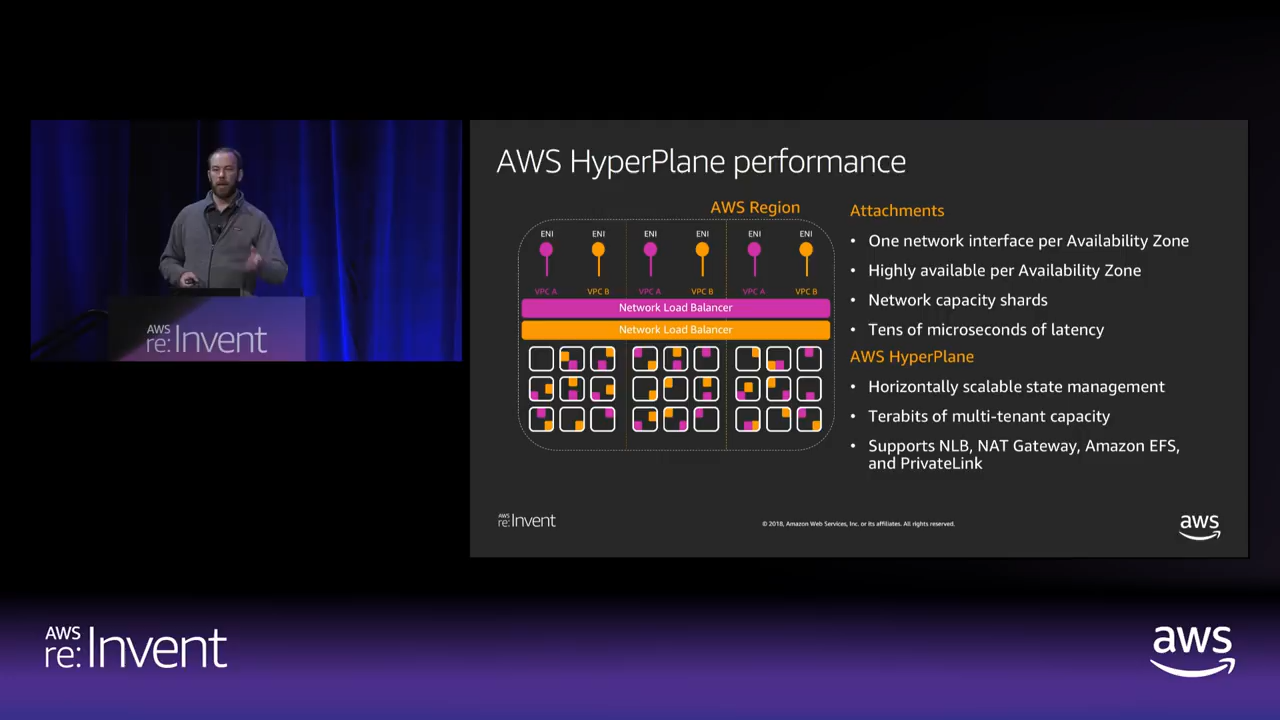 AWS HyperPlane performance
AWS Region
ENI ENI ENI ENI ENI ENI
VPC A VPC B VPC A VPC B VPC A VPC B
Network Load Balancer
Network Load Balancer
Attachments
• One network interface per Availability Zone
• Highly available per Availability Zone
• Network capacity shards
• Tens of microseconds of latency
AWS HyperPlane
• Horizontally scalable state management
• Terabits of multi-tenant capacity
• Supports NLB, NAT Gateway, Amazon EFS,
and PrivateLink
AWS
re:Invent
© 2018, Amazon Web Services, Inc. or its affiliates. All rights reserved.
aws
AWS
re:Invent
AWS
re:Invent
aws